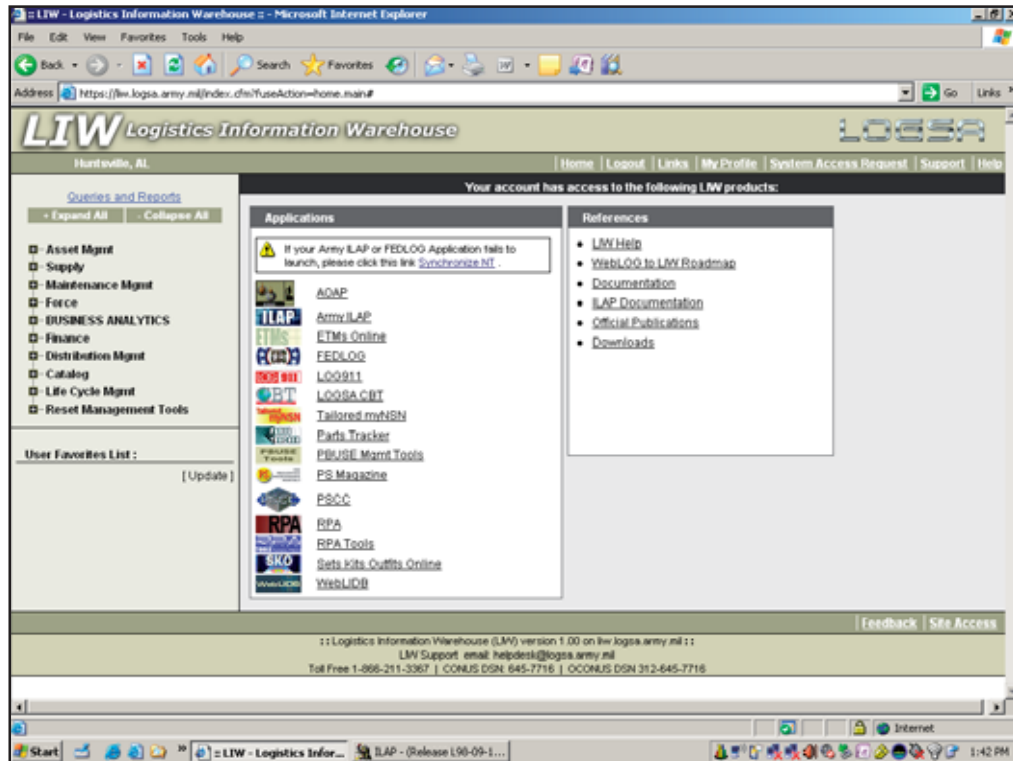 :: LIW - Logistics Information Warehouse :: - Microsoft Internet Explorer
File Edit View Favorites Tools Help
Back Search Favorites
Address https://liw.logsa.army.mil/index.cfm?fuseAction=home.main# Go Links
LIW Logistics Information Warehouse LOGSA
Huntsville, AL | Home | Logout | Links | My Profile | System Access Request | Support | Help
Your account has access to the following LIW products:
Queries and Reports
+ Expand All - Collapse All
Asset Mgmt
Supply
Maintenance Mgmt
Force
BUSINESS ANALYTICS
Finance
Distribution Mgmt
Catalog
Life Cycle Mgmt
Reset Management Tools
User Favorites List :
[ Update ]
Applications
If your Army ILAP or FEDLOG Application fails to
launch, please click this link Synchronize NT .
AOAP
ILAP Army ILAP
ETMs ETMs Online
FEDLOG
911 LOG911
CBT LOGSA CBT
Tailored myNSN Tailored myNSN
Parts Tracker
PBUSE Tools PBUSE Mgmt Tools
PS Magazine
PSCC
RPA RPA
RPA Tools
SKO Sets Kits Outfits Online
WebLIDB WebLIDB
References
LIW Help
WebLOG to LIW Roadmap
Documentation
ILAP Documentation
Official Publications
Downloads
| Feedback | Site Access
:: Logistics Information Warehouse (LIW) version 1.00 on liw.logsa.army.mil ::
LIW Support email: helpdesk@logsa.army.mil
Toll Free 1-866-211-3367 | CONUS DSN: 645-7716 | OCONUS DSN 312-645-7716
Internet
Start :: LIW - Logistics Infor... ILAP - (Release L98-09-1... 1:42 PM